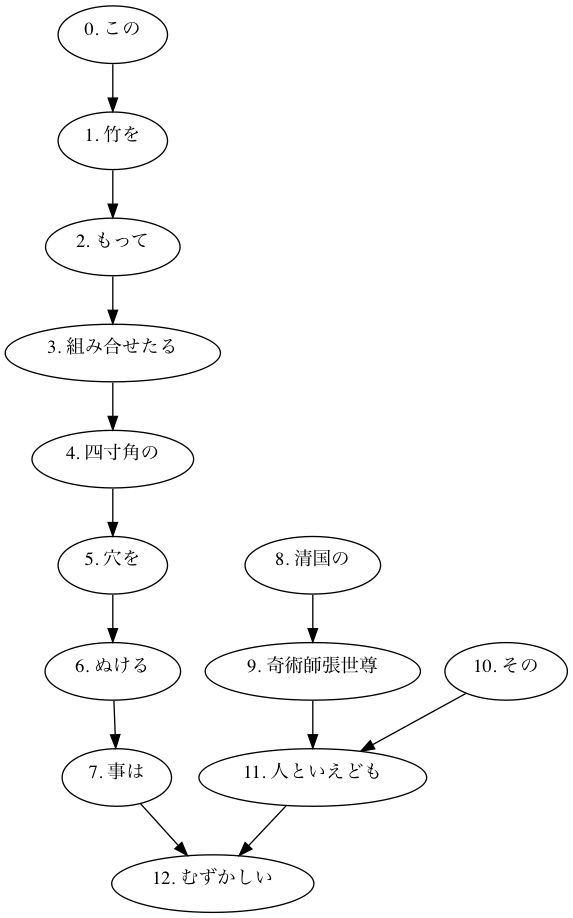 0. この
1. 竹を
2. もって
3. 組み合せたる
4. 四寸角の
5. 穴を
8. 清国の
6. ぬける
9. 奇術師張世尊
10. その
7. 事は
11. 人といえども
12. むずかしい